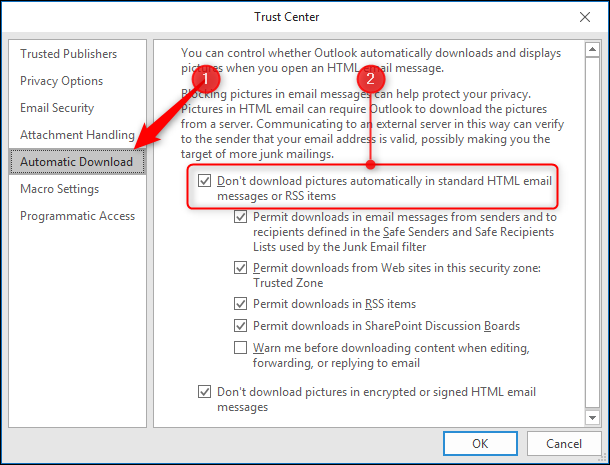 Trust Center
Trusted Publishers
Privacy Options
Email Security
Attachment Handling
Automatic Download
Macro Settings
Programmatic Access
You can control whether Outlook automatically downloads and displays
pictures when you open an HTML email message.
Blocking pictures in email messages can help protect your privacy.
Pictures in HTML email can require Outlook to download the pictures
from a server. Communicating to an external server in this way can verify
to the sender that your email address is valid, possibly making you the
target of more junk mailings.
Don't download pictures automatically in standard HTML email
messages or RSS items
Permit downloads in email messages from senders and to
recipients defined in the Safe Senders and Safe Recipients
Lists used by the Junk Email filter
Permit downloads from Web sites in this security zone:
Trusted Zone
Permit downloads in RSS items
Permit downloads in SharePoint Discussion Boards
Warn me before downloading content when editing,
forwarding, or replying to email
Don't download pictures in encrypted or signed HTML email
messages
OK
Cancel
1
2